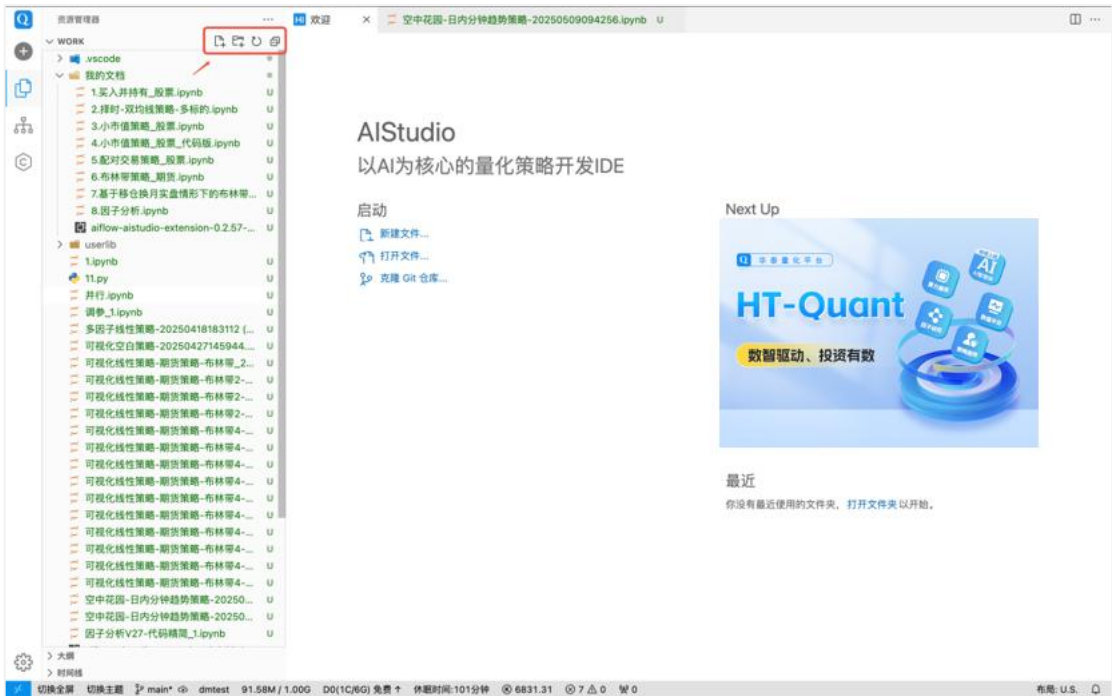 资源管理器
WORK
.vscode
我的文档
1.买入并持有_股票.ipynb U
2.择时-双均线策略-多标的.ipynb U
3.小市值策略_股票.ipynb U
4.小市值策略_股票_代码版.ipynb U
5.配对交易策略_股票.ipynb U
6.布林带策略_期货.ipynb U
7.基于移仓换月实盘情形下的布林带... U
8.因子分析.ipynb U
aiflow-aistudio-extension-0.2.57-... U
userlib
1.ipynb U
11.py U
并行.ipynb U
调参_1.ipynb U
多因子线性策略-20250418183112 (... U
可视化空白策略-20250427145944.... U
可视化线性策略-期货策略-布林带_2... U
可视化线性策略-期货策略-布林带2-... U
可视化线性策略-期货策略-布林带2-... U
可视化线性策略-期货策略-布林带2-... U
可视化线性策略-期货策略-布林带4-... U
可视化线性策略-期货策略-布林带4-... U
可视化线性策略-期货策略-布林带4-... U
可视化线性策略-期货策略-布林带4-... U
可视化线性策略-期货策略-布林带4-... U
可视化线性策略-期货策略-布林带4-... U
可视化线性策略-期货策略-布林带4-... U
可视化线性策略-期货策略-布林带4-... U
可视化线性策略-期货策略-布林带4-... U
可视化线性策略-期货策略-布林带4-... U
空中花园-日内分钟趋势策略-20250... U
空中花园-日内分钟趋势策略-20250... U
因子分析V27-代码精简_1.ipynb U
大纲
时间线
欢迎
空中花园-日内分钟趋势策略-20250509094256.ipynb U
AIStudio
以AI为核心的量化策略开发IDE
启动
新建文件...
打开文件...
克隆 Git 仓库...
Next Up
华泰量化平台
HT-Quant
数智驱动、投资有数
AI
最近
你没有最近使用的文件夹，打开文件夹以开始。
切换全屏 切换主题 main* dmtest 91.58M / 1.00G D0(1C/6G) 免费 休眠时间:101分钟 6831.31 7 0 0 布局: U.S.